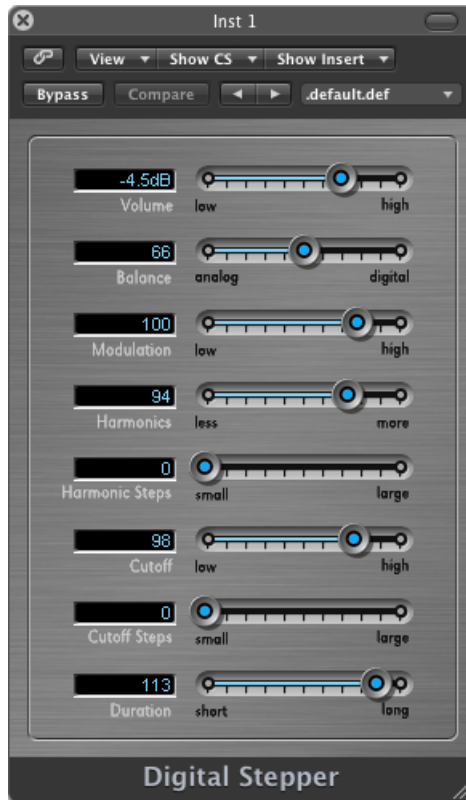 Inst 1
View Show CS Show Insert
Bypass Compare .default.def
-4.5dB
Volume low high
66
Balance analog digital
100
Modulation low high
94
Harmonics less more
0
Harmonic Steps small large
98
Cutoff low high
0
Cutoff Steps small large
113
Duration short long
Digital Stepper